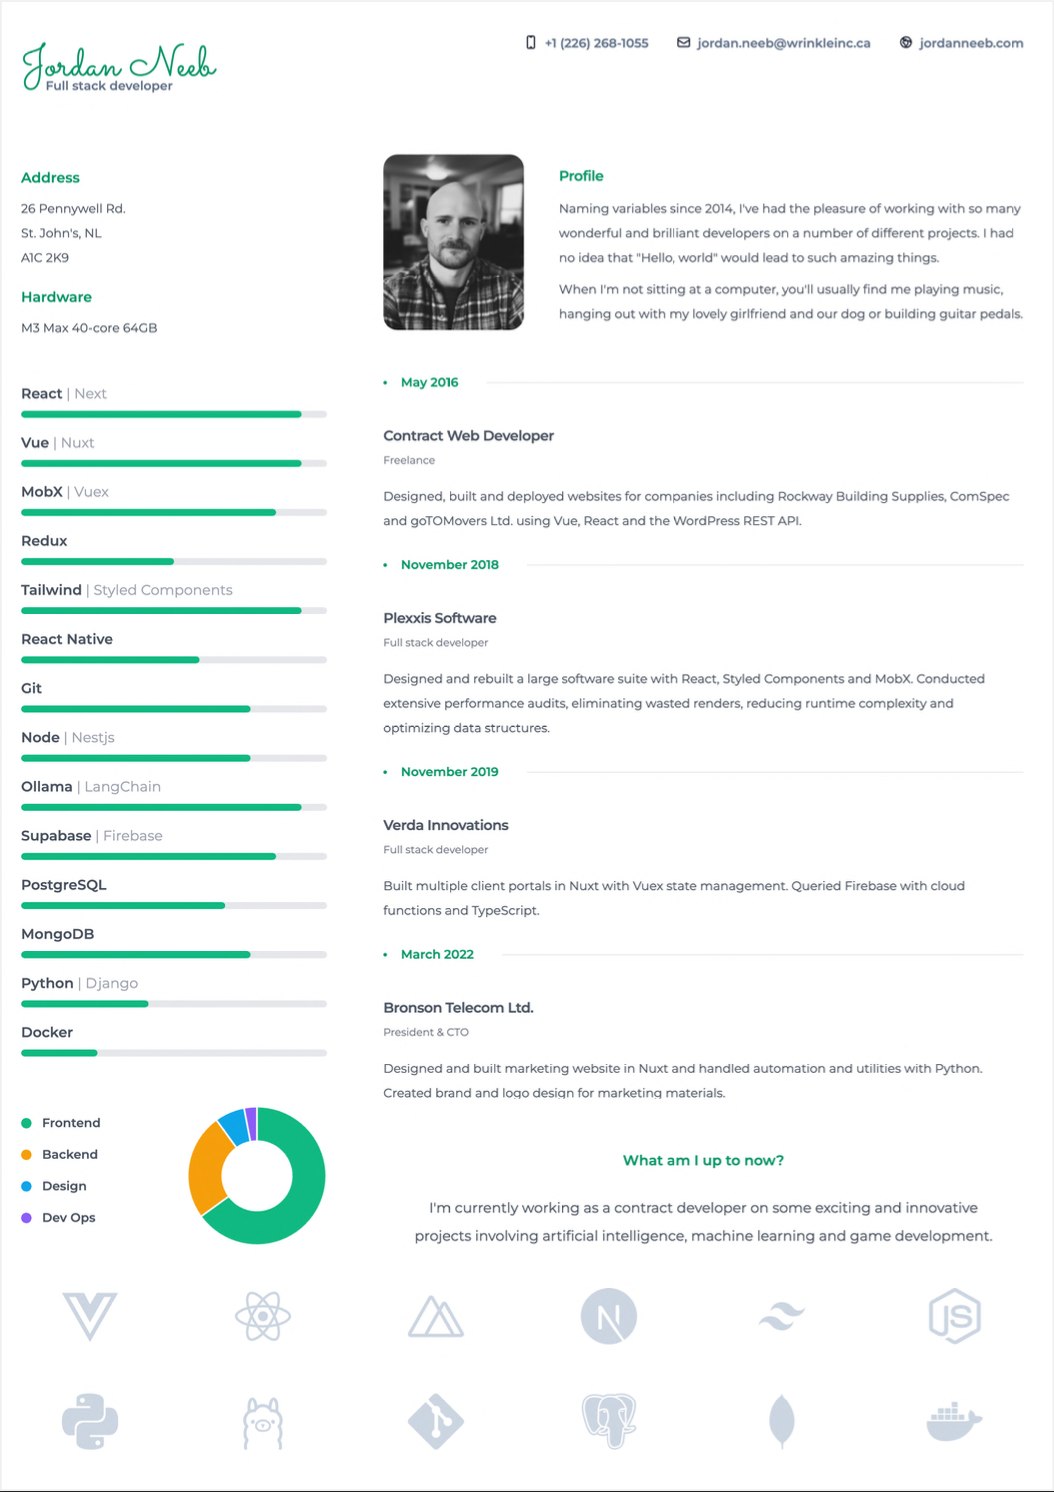 Jordan Neeb
Full stack developer
+1 (226) 268-1055
jordan.neeb@wrinkleinc.ca
jordanneeb.com
Address
26 Pennywell Rd.
St. John's, NL
A1C 2K9
Hardware
M3 Max 40-core 64GB
React | Next
Vue | Nuxt
MobX | Vuex
Redux
Tailwind | Styled Components
React Native
Git
Node | Nestjs
Ollama | LangChain
Supabase | Firebase
PostgreSQL
MongoDB
Python | Django
Docker
Frontend
Backend
Design
Dev Ops
Profile
Naming variables since 2014, I've had the pleasure of working with so many
wonderful and brilliant developers on a number of different projects. I had
no idea that "Hello, world" would lead to such amazing things.
When I'm not sitting at a computer, you'll usually find me playing music,
hanging out with my lovely girlfriend and our dog or building guitar pedals.
• May 2016
Contract Web Developer
Freelance
Designed, built and deployed websites for companies including Rockway Building Supplies, ComSpec
and goTOMovers Ltd. using Vue, React and the WordPress REST API.
• November 2018
Plexxis Software
Full stack developer
Designed and rebuilt a large software suite with React, Styled Components and MobX. Conducted
extensive performance audits, eliminating wasted renders, reducing runtime complexity and
optimizing data structures.
• November 2019
Verda Innovations
Full stack developer
Built multiple client portals in Nuxt with Vuex state management. Queried Firebase with cloud
functions and TypeScript.
• March 2022
Bronson Telecom Ltd.
President & CTO
Designed and built marketing website in Nuxt and handled automation and utilities with Python.
Created brand and logo design for marketing materials.
What am I up to now?
I'm currently working as a contract developer on some exciting and innovative
projects involving artificial intelligence, machine learning and game development.
N
JS